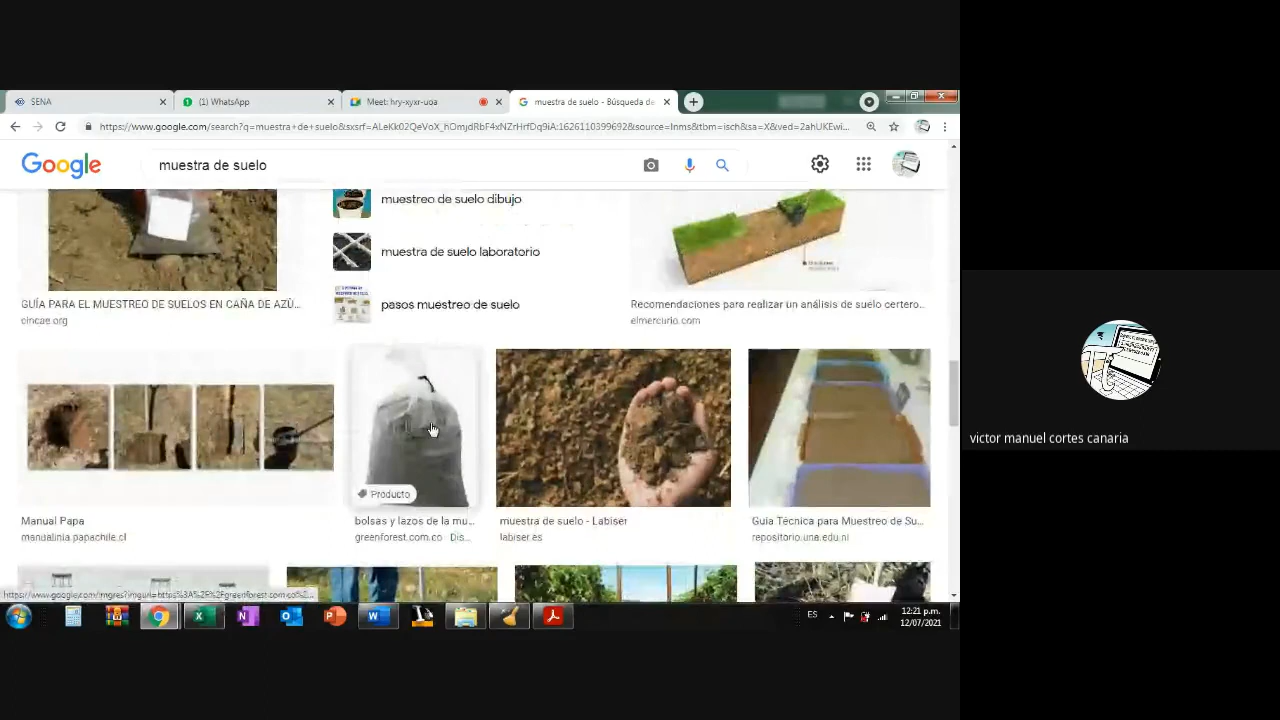 SENA
(1) WhatsApp
Meet: hry-xyxr-uoa
muestra de suelo - Búsqueda de
Google
muestra de suelo
muestreo de suelo dibujo
muestra de suelo laboratorio
pasos muestreo de suelo
GUÍA PARA EL MUESTREO DE SUELOS EN CAÑA DE AZÚ...
cincae.org
Recomendaciones para realizar un análisis de suelo certero...
elmercurio.com
Producto
Manual Papa
manualinia.papachile.cl
bolsas y lazos de la mu...
greenforest.com.co · Dis...
muestra de suelo - Labiser
labiser.es
Guía Técnica para Muestreo de Su...
repositorio.una.edu.ni
ES
12:21 p.m.
12/07/2021
victor manuel cortes canaria